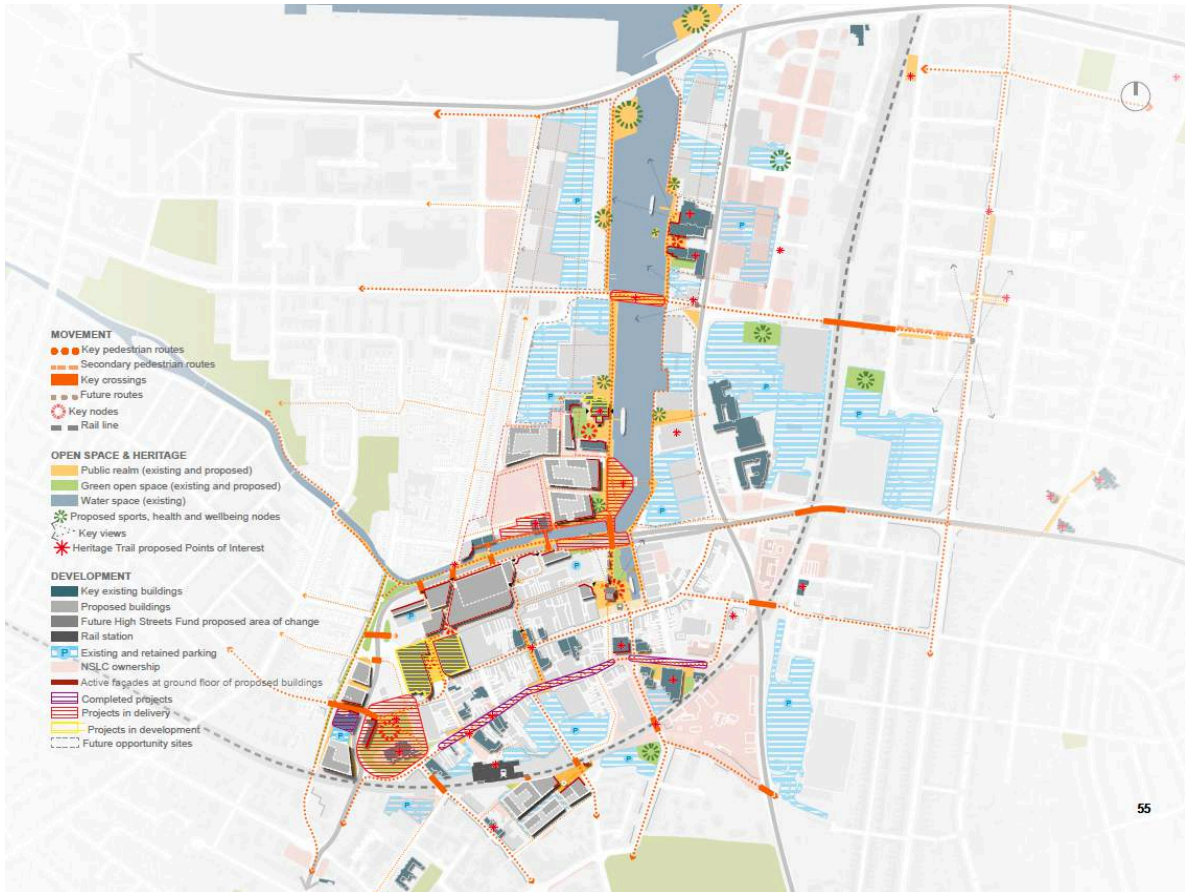 MOVEMENT
Key pedestrian routes
Secondary pedestrian routes
Key crossings
Future routes
Key nodes
Rail line
OPEN SPACE & HERITAGE
Public realm (existing and proposed)
Green open space (existing and proposed)
Water space (existing)
Proposed sports, health and wellbeing nodes
Key views
Heritage Trail proposed Points of Interest
DEVELOPMENT
Key existing buildings
Proposed buildings
Future High Streets Fund proposed area of change
Rail station
P Existing and retained parking
NSLC ownership
Active façades at ground floor of proposed buildings
Completed projects
Projects in delivery
Projects in development
Future opportunity sites
P
P
P
P
P
P
P
P
P
P
P
P
P
55